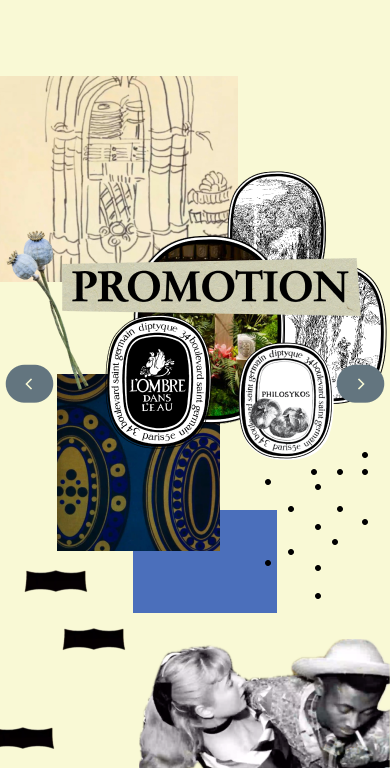 PROMOTION
diptyque 34 boulevard saint germain paris 5e
L'OMBRE
DANS
L'EAU
diptyque 34 boulevard saint germain paris 5e
PHILOSYKOS